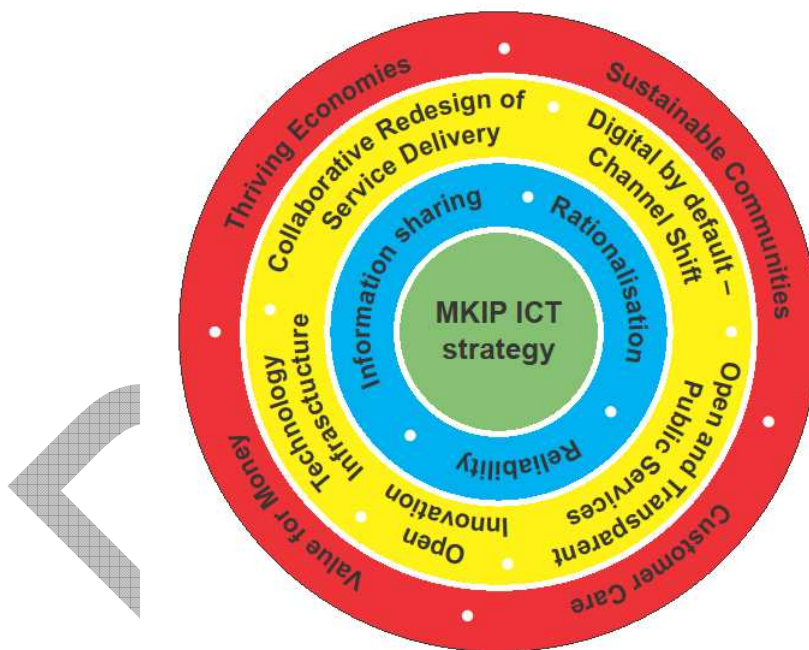 Thriving Economies
Sustainable Communities
Customer Care
Value for Money
Collaborative Redesign of
Service Delivery
Digital by default –
Channel Shift
Open and Transparent
Public Services
Open
Innovation
Technology
Infrasctucture
Information sharing
Rationalisation
Reliability
MKIP ICT
strategy